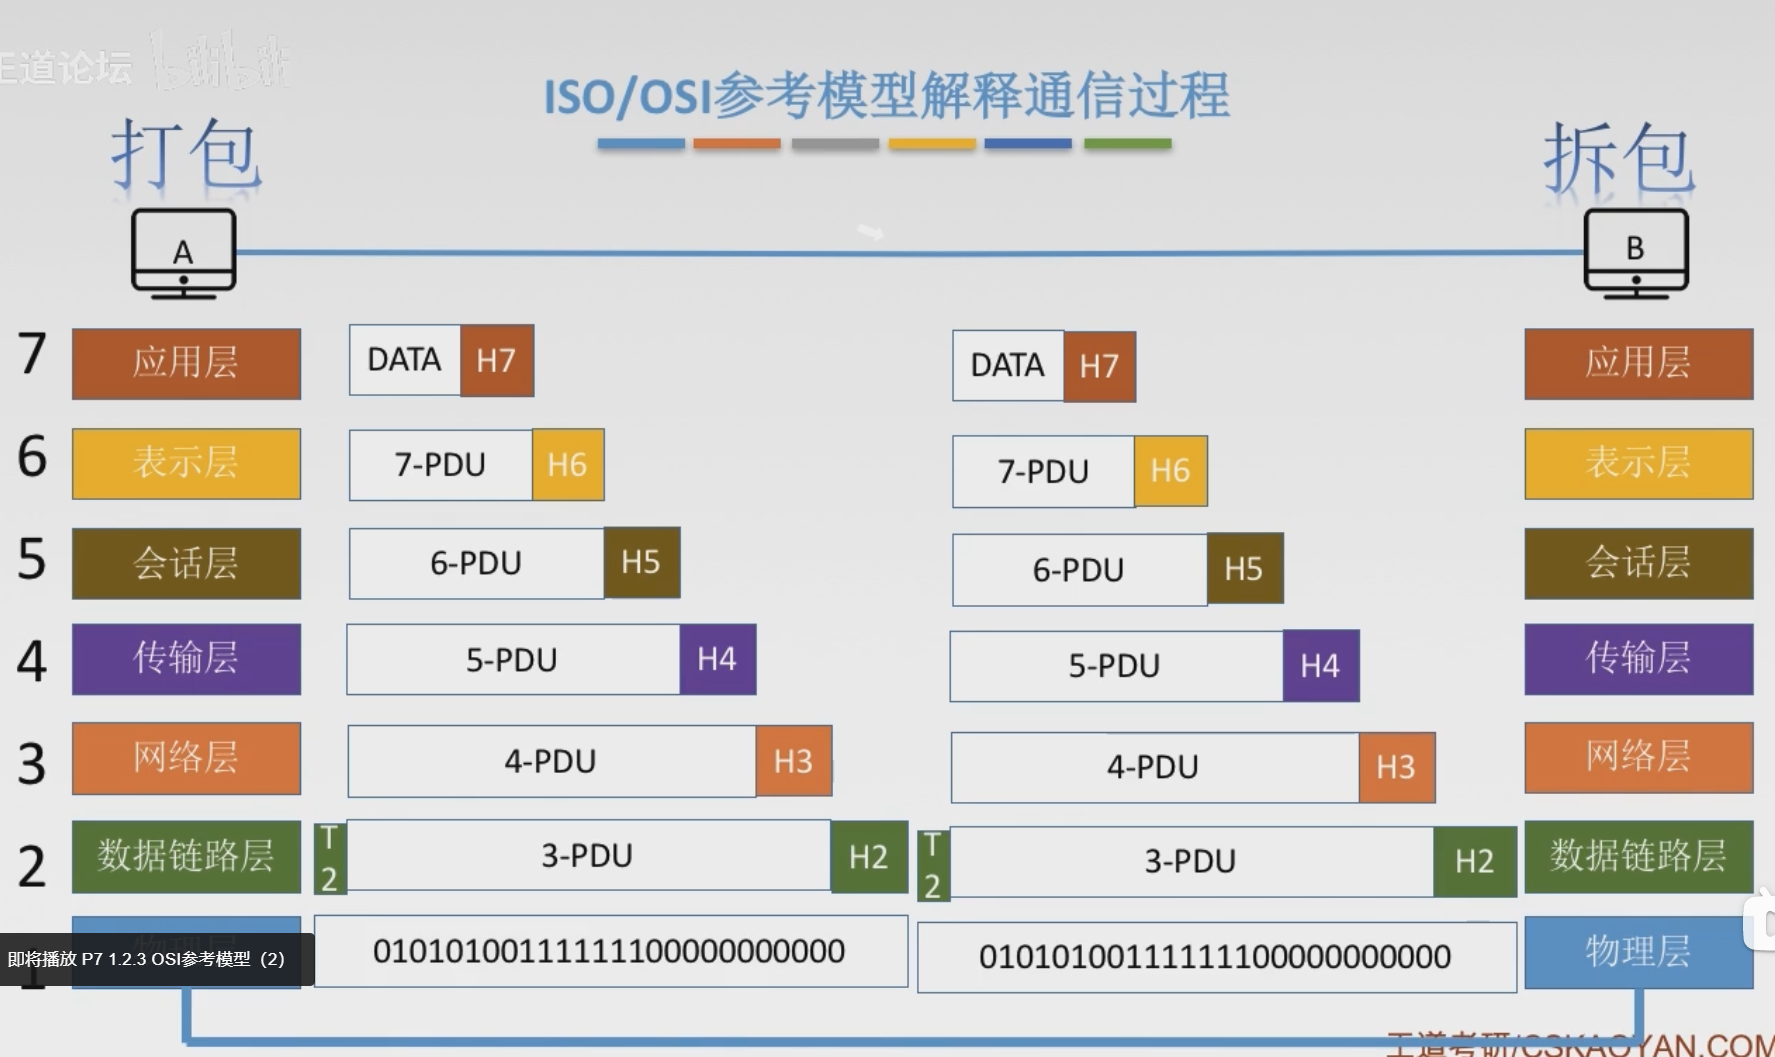 王道论坛 bilibili
ISO/OSI参考模型解释通信过程
打包
拆包
A
B
7 应用层 DATA H7 DATA H7 应用层
6 表示层 7-PDU H6 7-PDU H6 表示层
5 会话层 6-PDU H5 6-PDU H5 会话层
4 传输层 5-PDU H4 5-PDU H4 传输层
3 网络层 4-PDU H3 4-PDU H3 网络层
2 数据链路层 T2 3-PDU H2 T2 3-PDU H2 数据链路层
1 物理层 01010100111111100000000000 01010100111111100000000000 物理层
即将播放 P7 1.2.3 OSI参考模型（2）
王道考研/CSKAOYAN.COM